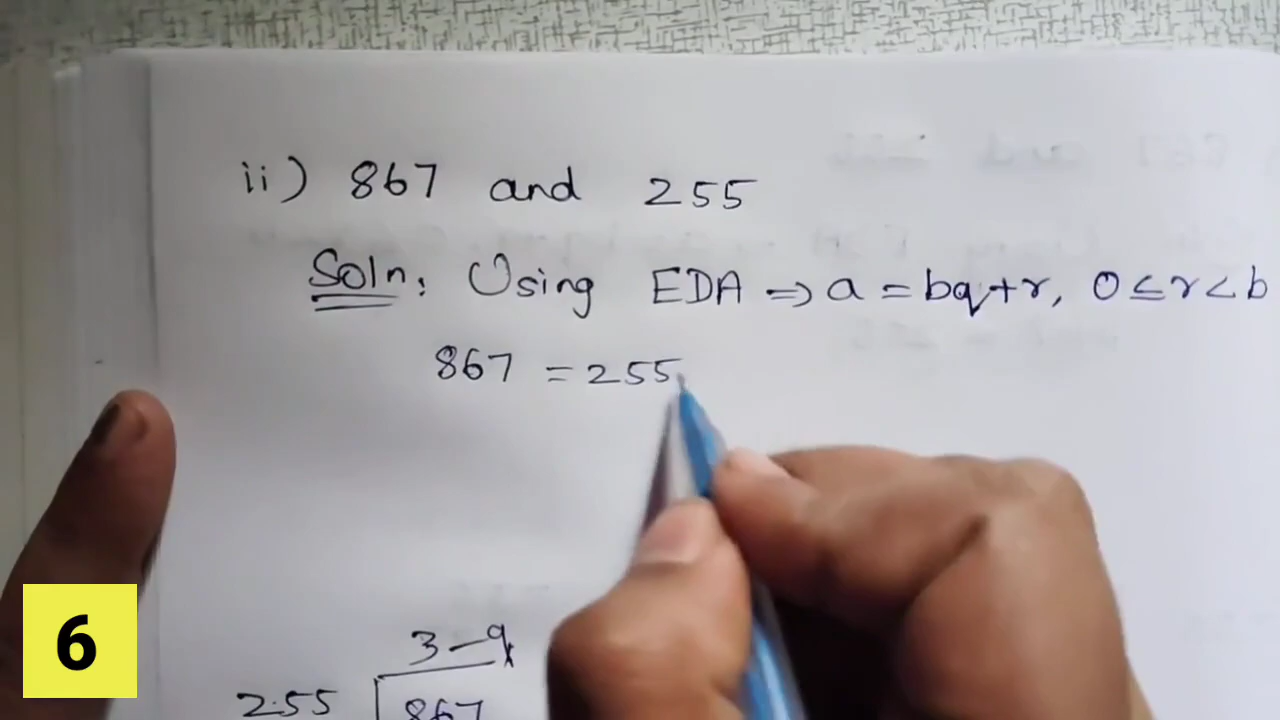 ii) 867 and 255
Soln: Using EDA ⇒ a = bq+r, 0≤r<b
867 = 255
3 — q
255 867
6